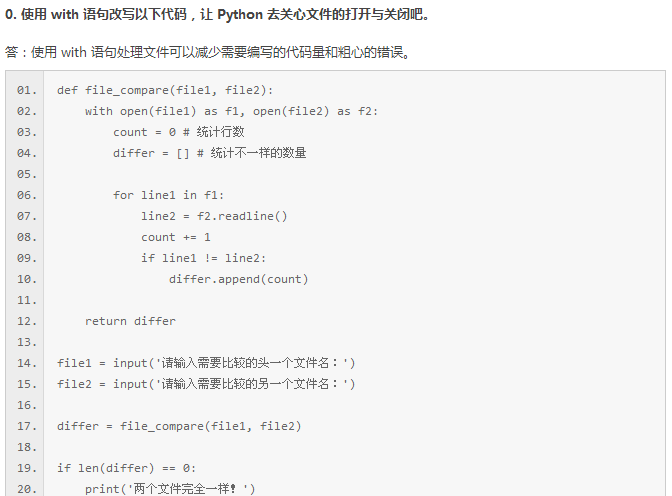 0. 使用 with 语句改写以下代码，让 Python 去关心文件的打开与关闭吧。
答：使用 with 语句处理文件可以减少需要编写的代码量和粗心的错误。
01. def file_compare(file1, file2):
02.     with open(file1) as f1, open(file2) as f2:
03.         count = 0 # 统计行数
04.         differ = [] # 统计不一样的数量
05.
06.         for line1 in f1:
07.             line2 = f2.readline()
08.             count += 1
09.             if line1 != line2:
10.                 differ.append(count)
11.
12.     return differ
13.
14. file1 = input('请输入需要比较的头一个文件名：')
15. file2 = input('请输入需要比较的另一个文件名：')
16.
17. differ = file_compare(file1, file2)
18.
19. if len(differ) == 0:
20.     print('两个文件完全一样！')